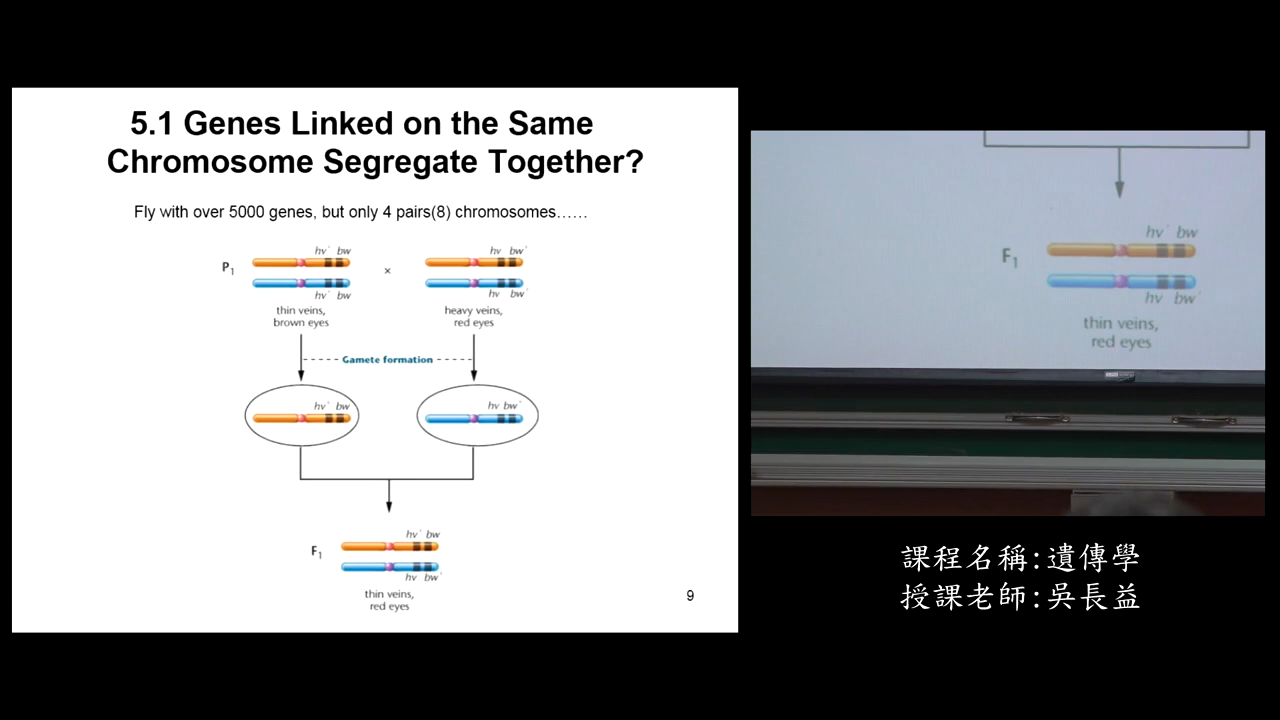 5.1 Genes Linked on the Same
Chromosome Segregate Together?
Fly with over 5000 genes, but only 4 pairs(8) chromosomes……
hv⁺ bw
hv bw⁺
P₁
×
hv⁺ bw
hv bw⁺
thin veins,
brown eyes
heavy veins,
red eyes
Gamete formation
hv⁺ bw
hv bw⁺
hv⁺ bw
F₁
hv bw⁺
thin veins,
red eyes
9
hv⁺ bw
F₁
hv bw⁺
thin veins,
red eyes
課程名稱:遺傳學
授課老師:吳長益